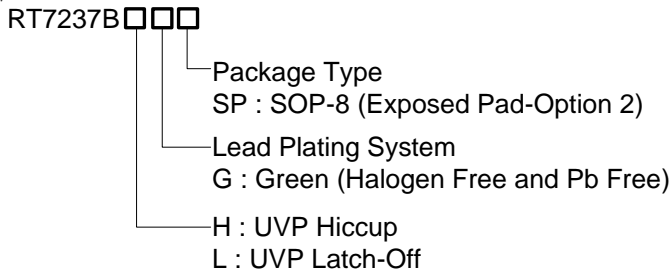 RT7237B□□□
Package Type
SP : SOP-8 (Exposed Pad-Option 2)
Lead Plating System
G : Green (Halogen Free and Pb Free)
H : UVP Hiccup
L : UVP Latch-Off